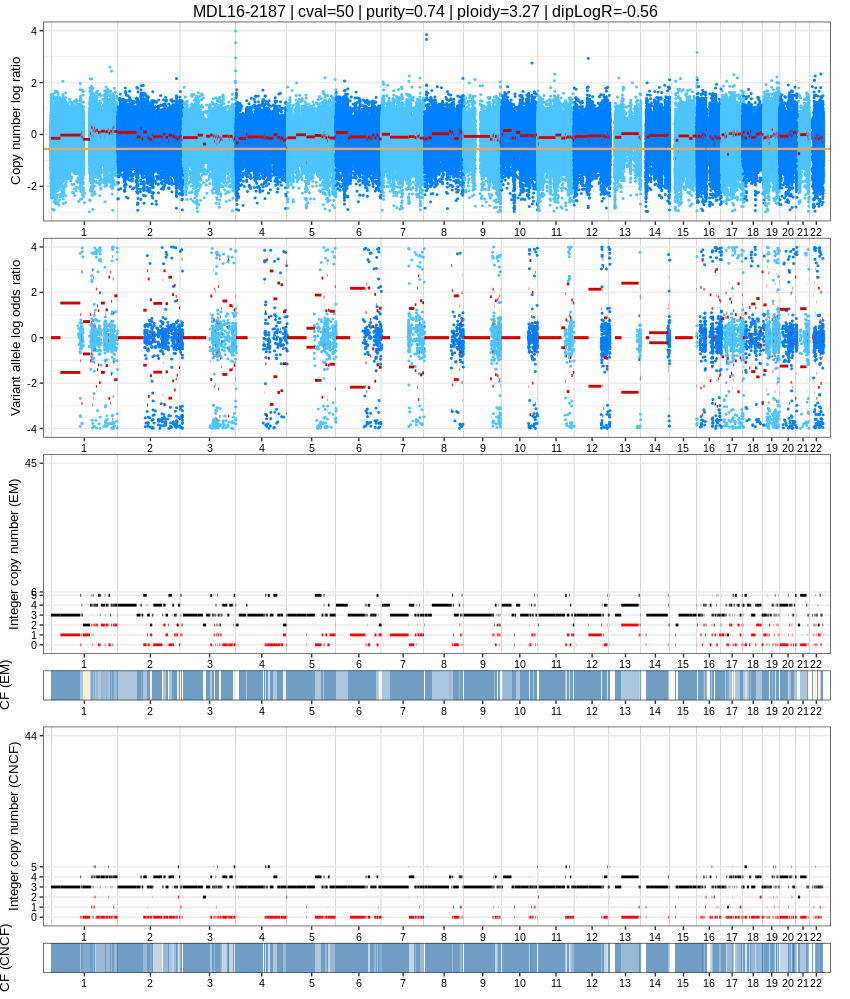 MDL16-2187 | cval=50 | purity=0.74 | ploidy=3.27 | dipLogR=-0.56
Copy number log ratio
4
2
0
-2
1 2 3 4 5 6 7 8 9 10 11 12 13 14 15 16 17 18 19 20 21 22
Variant allele log odds ratio
4
2
0
-2
-4
1 2 3 4 5 6 7 8 9 10 11 12 13 14 15 16 17 18 19 20 21 22
Integer copy number (EM)
45
6
5
4
3
2
1
0
1 2 3 4 5 6 7 8 9 10 11 12 13 14 15 16 17 18 19 20 21 22
CF (EM)
1 2 3 4 5 6 7 8 9 10 11 12 13 14 15 16 17 18 19 20 21 22
Integer copy number (CNCF)
44
5
4
3
2
1
0
1 2 3 4 5 6 7 8 9 10 11 12 13 14 15 16 17 18 19 20 21 22
CF (CNCF)
1 2 3 4 5 6 7 8 9 10 11 12 13 14 15 16 17 18 19 20 21 22